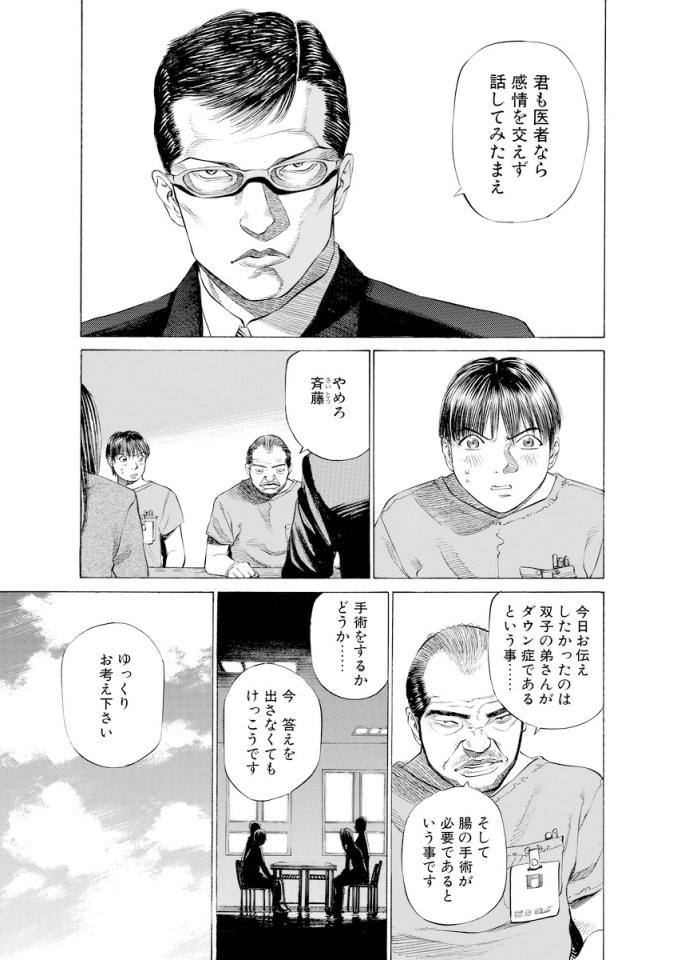 君も医者なら
感情を交えず
話してみたまえ
やめろ
斉藤
さいとう
今日お伝え
したかったのは
双子の弟さんが
ダウン症である
という事……
そして
腸の手術が
必要であると
いう事です
手術をするか
どうか……
今 答えを
出さなくても
けっこうです
ゆっくり
お考え下さい